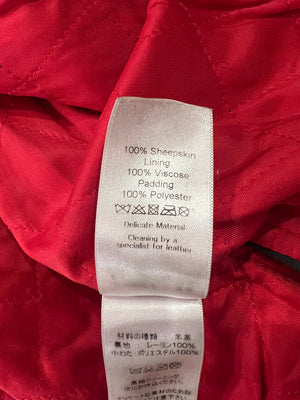 100% Sheepskin
Lining
100% Viscose
Padding:
100% Polyester
Delicate Material
Cleaning by a
specialist for leather
材料の種類 : 羊革
裏地 : レーヨン100%
中わた ポリエステル100%